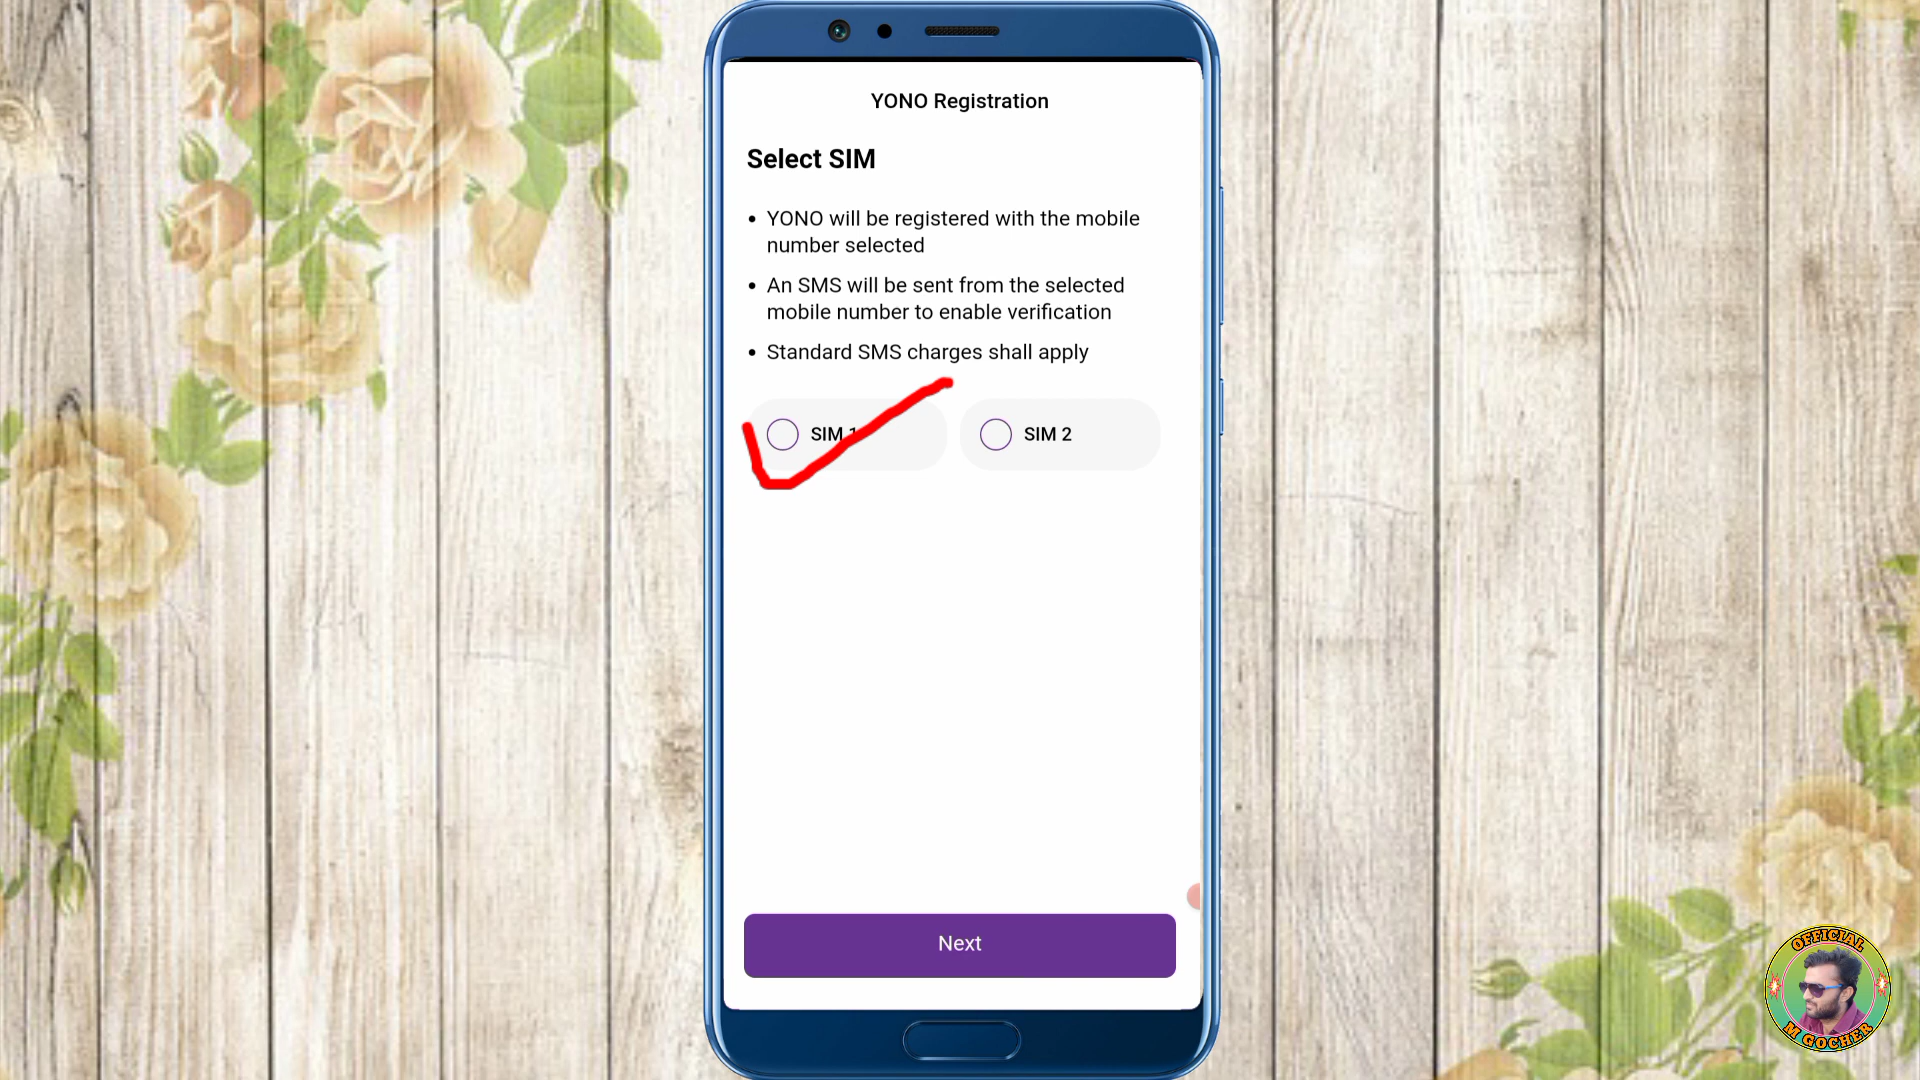 YONO Registration
Select SIM
• YONO will be registered with the mobile
number selected
• An SMS will be sent from the selected
mobile number to enable verification
• Standard SMS charges shall apply
SIM 1
SIM 2
Next
OFFICIAL
M GOCHER